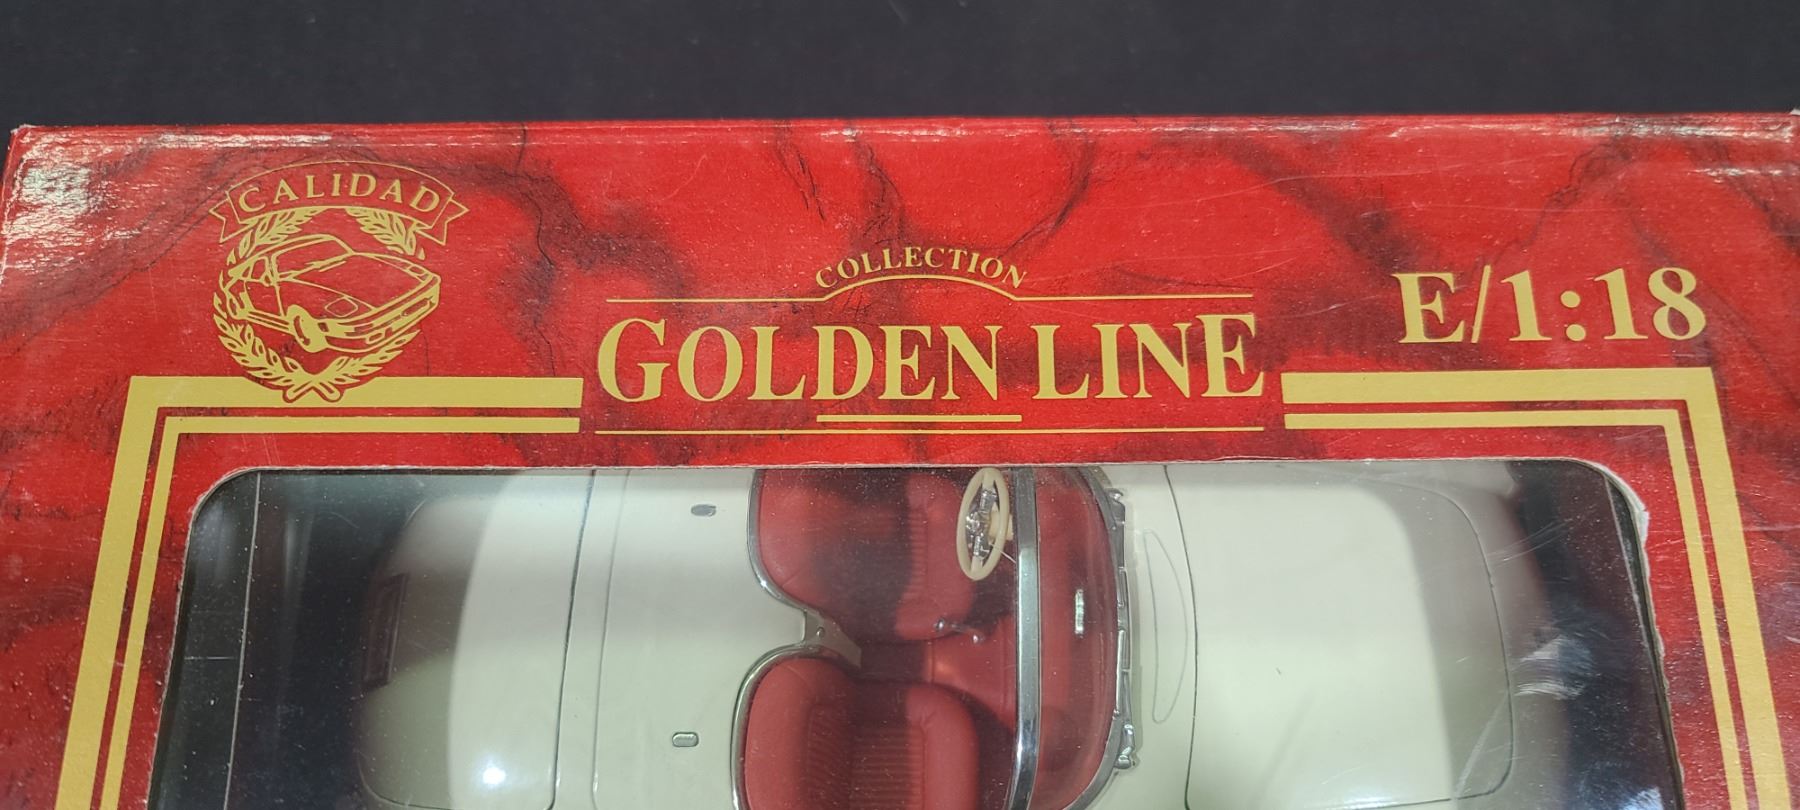 CALIDAD
COLLECTION
GOLDEN LINE
E/1:18